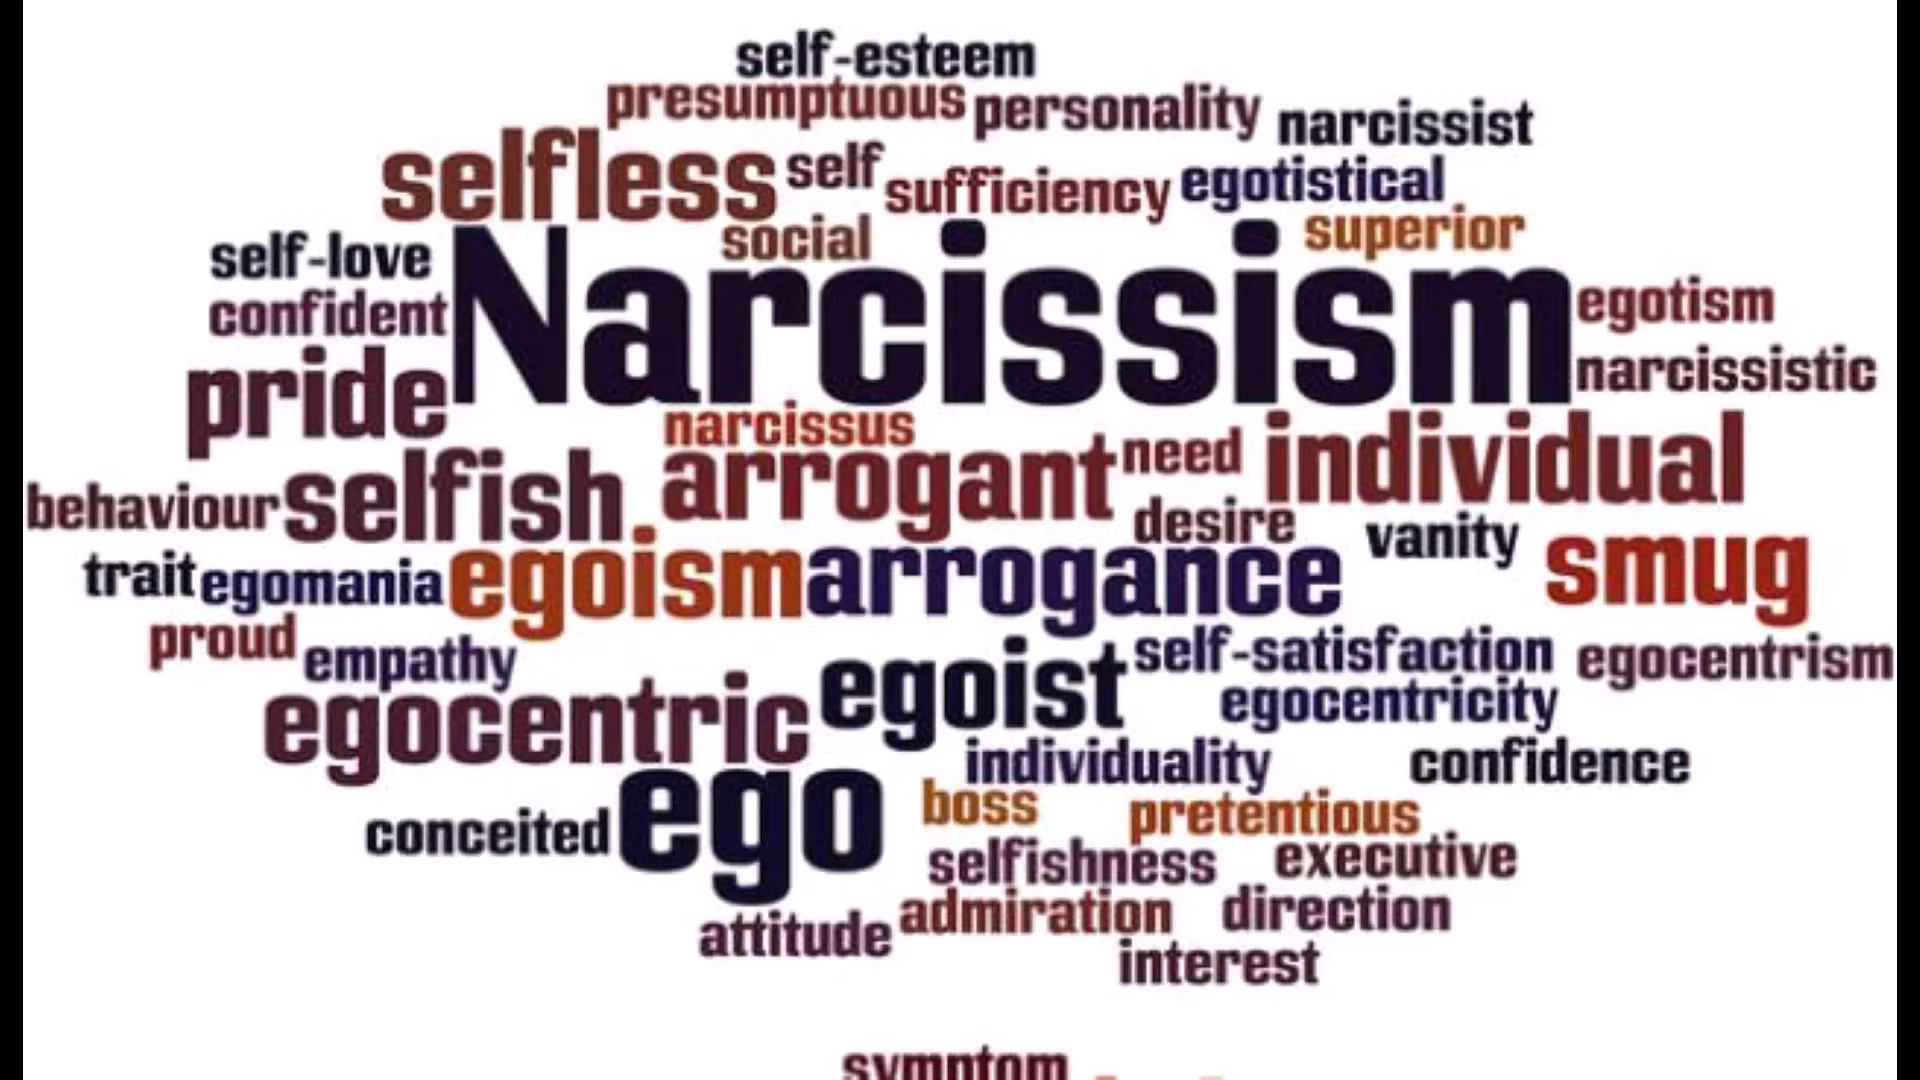 self-esteem
presumptuous personality narcissist
selfless self sufficiency egotistical
social superior
self-love Narcissism
confident egotism
pride narcissistic
narcissus
arrogant need individual
behaviour selfish desire vanity
trait egomania egoism arrogance smug
proud empathy self-satisfaction egocentrism
egocentric egoist egocentricity
individuality confidence
conceited ego boss pretentious
selfishness executive
attitude admiration direction
interest
symptom